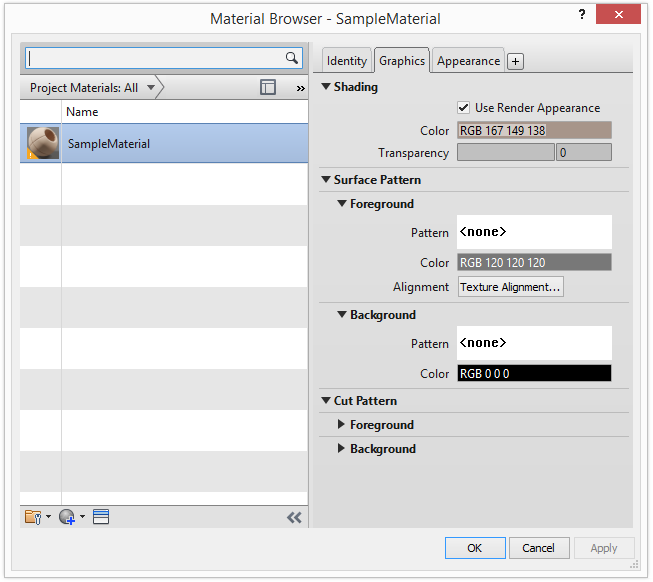 Material Browser - SampleMaterial
?
Project Materials: All
»
Name
SampleMaterial
Identity
Graphics
Appearance
+
Shading
Use Render Appearance
Color
RGB 167 149 138
Transparency
0
Surface Pattern
Foreground
Pattern
<none>
Color
RGB 120 120 120
Alignment
Texture Alignment...
Background
Pattern
<none>
Color
RGB 0 0 0
Cut Pattern
Foreground
Background
OK
Cancel
Apply